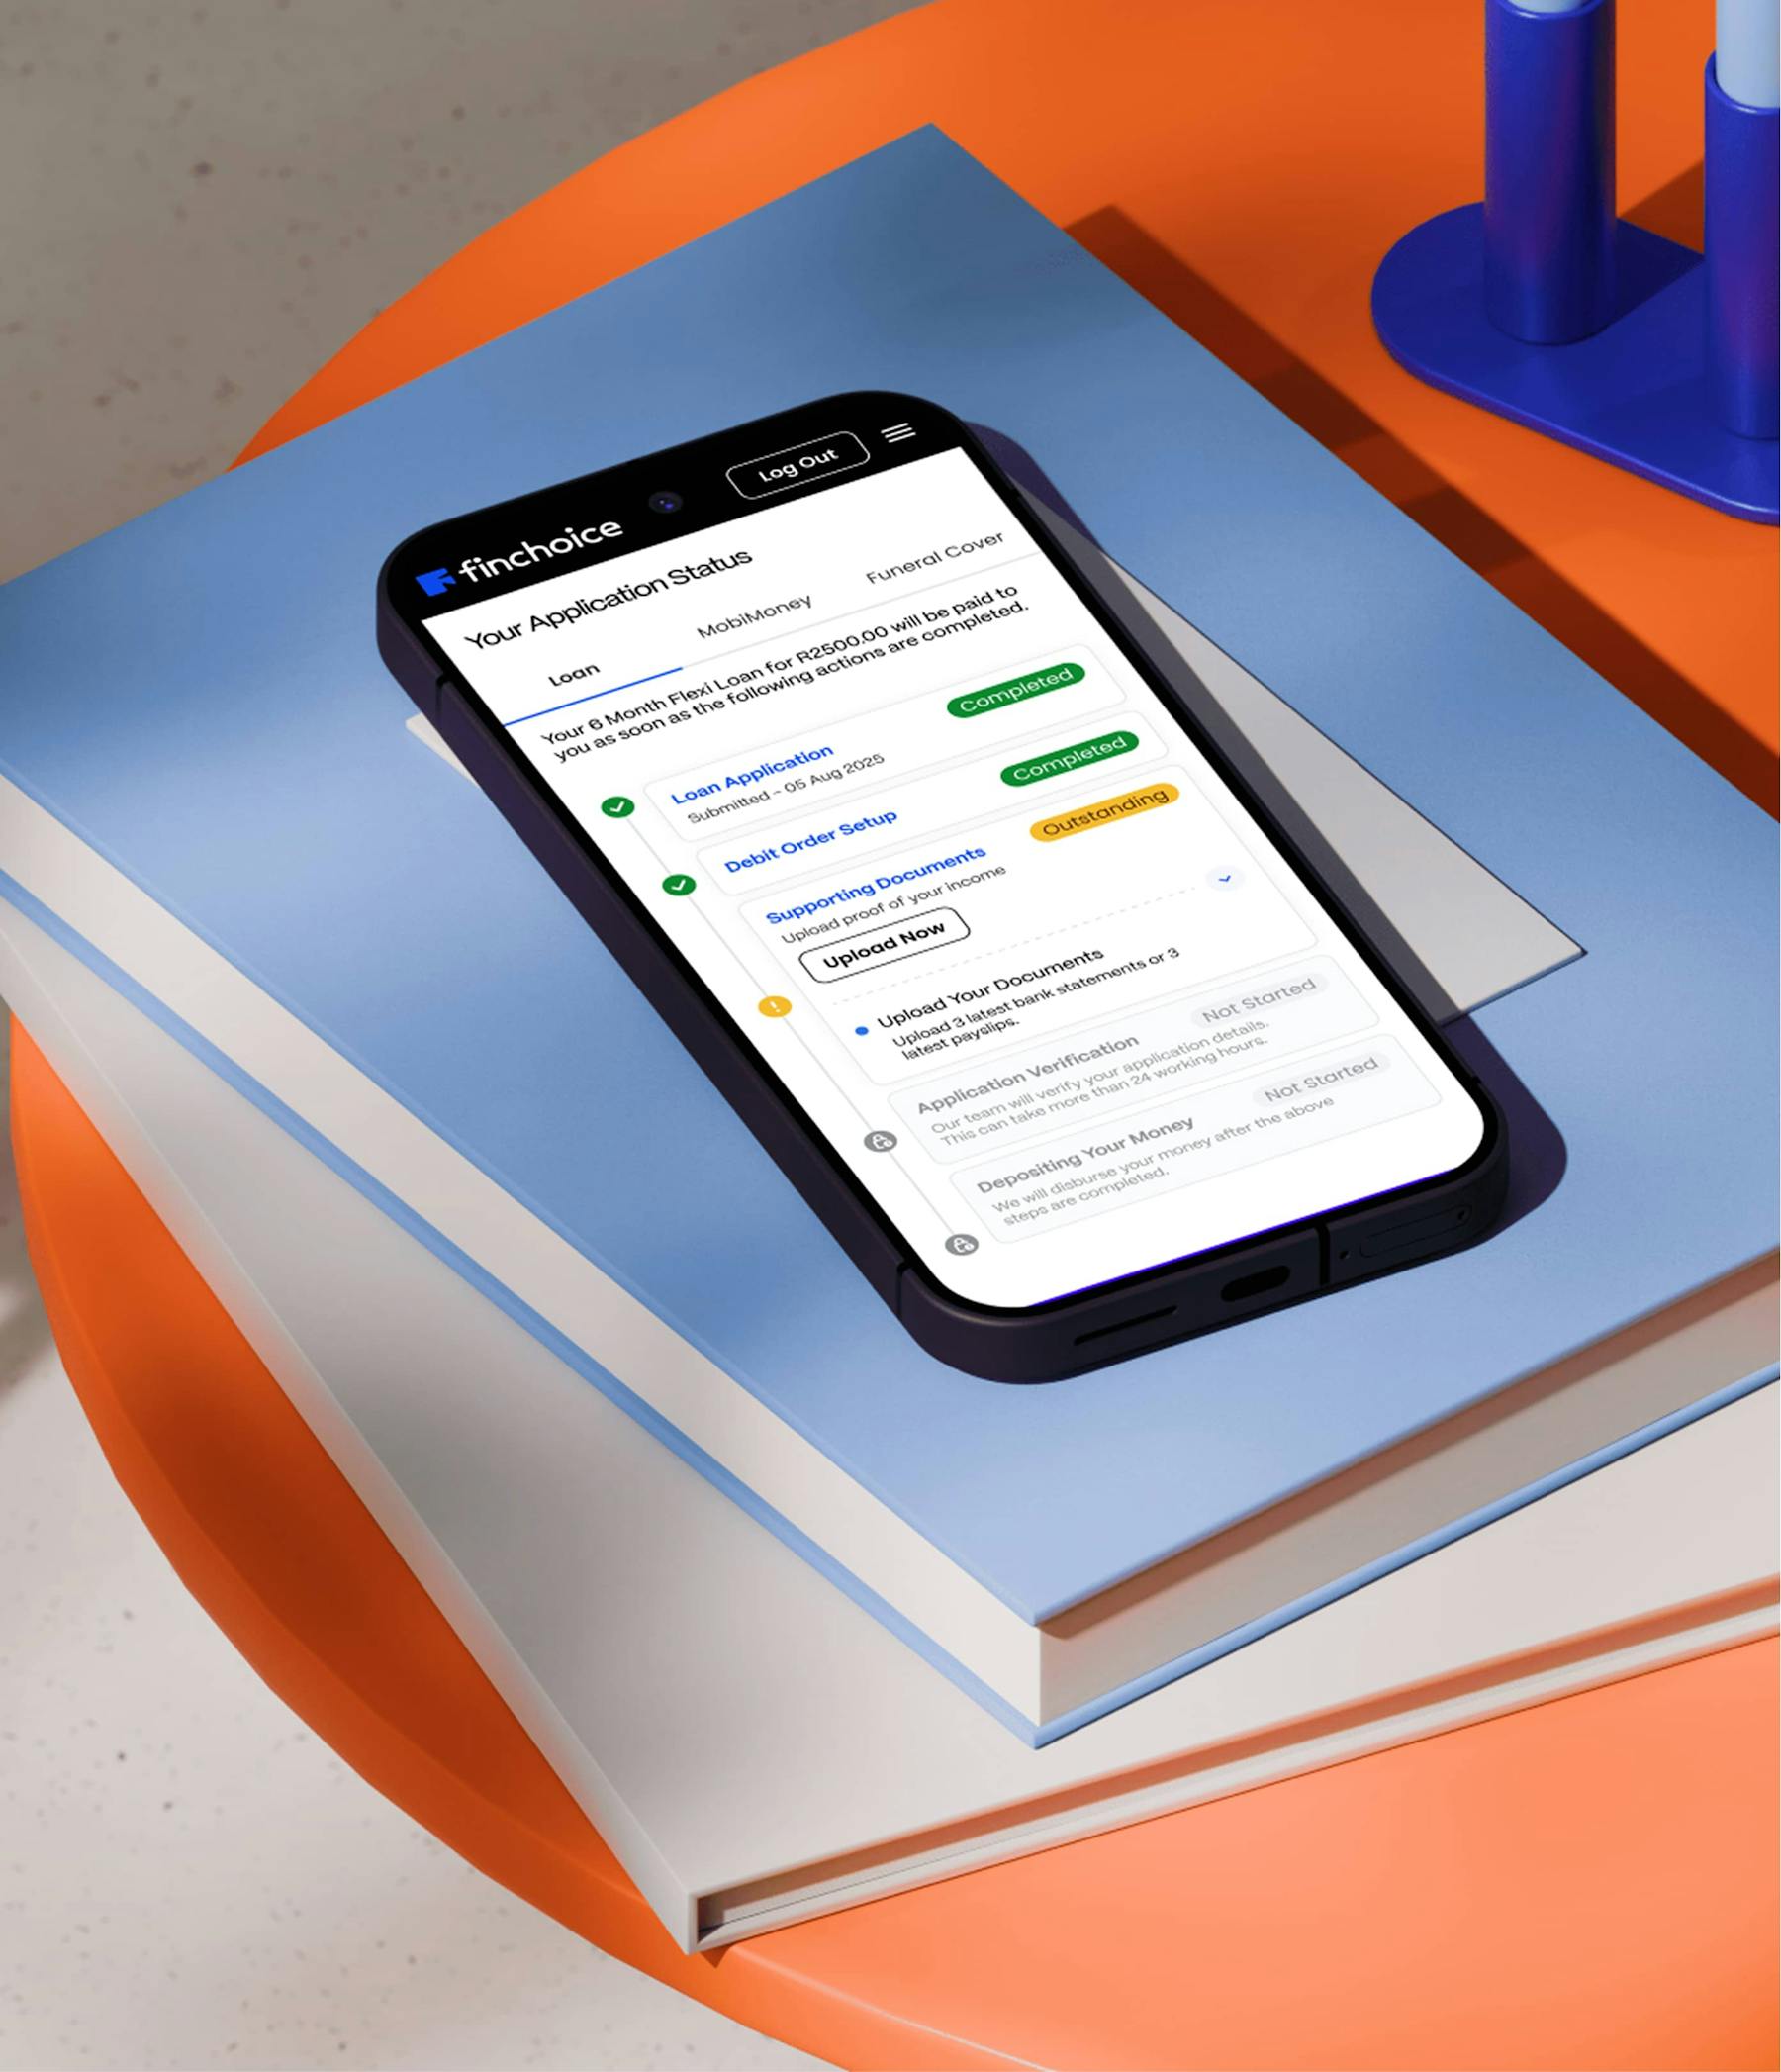 finchoice
Log Out
Your Application Status
Loan
MobiMoney
Funeral Cover
Your 6 Month Flexi Loan for R2500.00 will be paid to
you as soon as the following actions are completed.
Loan Application
Completed
Submitted – 05 Aug 2025
Debit Order Setup
Completed
Supporting Documents
Outstanding
Upload proof of your income
Upload Now
Upload Your Documents
Upload 3 latest bank statements or 3
latest payslips.
Application Verification
Not Started
Our team will verify your application details.
This can take more than 24 working hours.
Depositing Your Money
Not Started
We will disburse your money after the above
steps are completed.